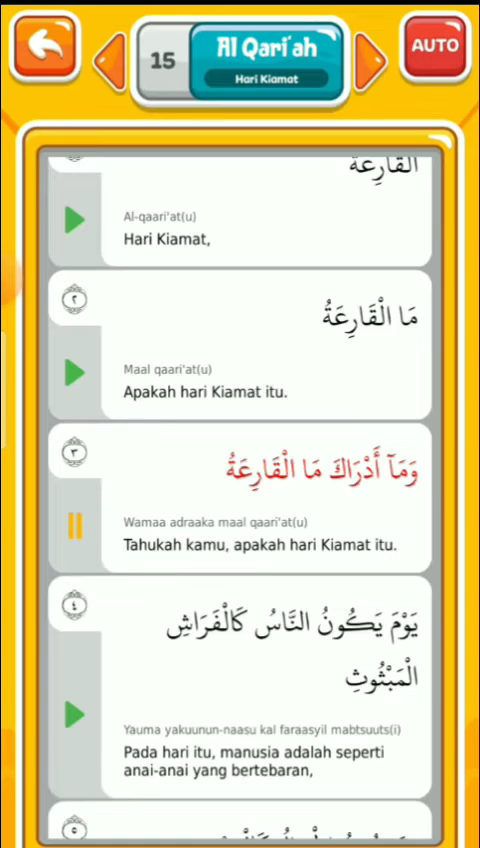 15
Al Qari'ah
Hari Kiamat
AUTO
الْقَارِعَةُ
Al-qaari'at(u)
Hari Kiamat,
٢
مَا الْقَارِعَةُ
Maal qaari'at(u)
Apakah hari Kiamat itu.
٣
وَمَآ أَدْرَاكَ مَا الْقَارِعَةُ
Wamaa adraaka maal qaari'at(u)
Tahukah kamu, apakah hari Kiamat itu.
٤
يَوْمَ يَكُونُ النَّاسُ كَالْفَرَاشِ
الْمَبْثُوثِ
Yauma yakuunun-naasu kal faraasyil mabtsuuts(i)
Pada hari itu, manusia adalah seperti
anai-anai yang bertebaran,
٥